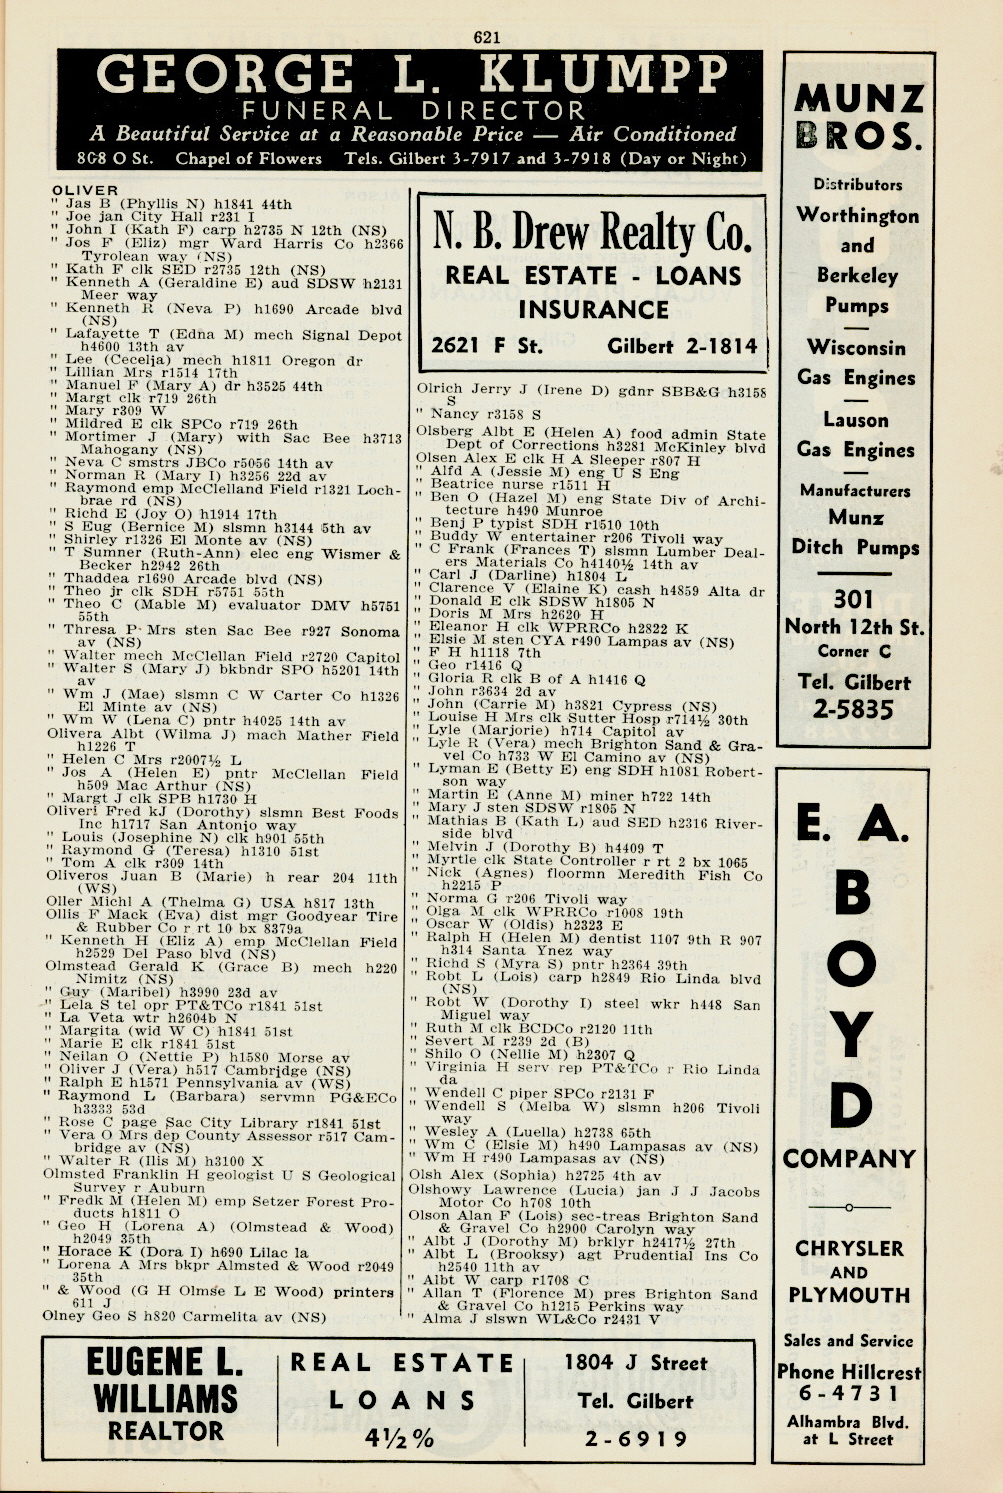 621
GEORGE L. KLUMPP
FUNERAL DIRECTOR
A Beautiful Service at a Reasonable Price — Air Conditioned
808 O St. Chapel of Flowers Tels. Gilbert 3-7917 and 3-7918 (Day or Night)
OLIVER
" Jas B (Phyllis N) h1841 44th
" Joe jan City Hall r231 I
" John I (Kath F) carp h2735 N 12th (NS)
" Jos F (Eliz) mgr Ward Harris Co h2366
Tyrolean way (NS)
" Kath F clk SED r2735 12th (NS)
" Kenneth A (Geraldine E) aud SDSW h2131
Meer way
" Kenneth R (Neva P) h1690 Arcade blvd
(NS)
" Lafayette T (Edna M) mech Signal Depot
h4600 13th av
" Lee (Cecelja) mech h1811 Oregon dr
" Lillian Mrs r1514 17th
" Manuel F (Mary A) dr h3525 44th
" Margt clk r719 26th
" Mary r309 W
" Mildred E clk SPCo r719 26th
" Mortimer J (Mary) with Sac Bee h3713
Mahogany (NS)
" Neva C smstrs JBCo r5056 14th av
" Norman R (Mary I) h3256 22d av
" Raymond emp McClelland Field r1321 Loch-
brae rd (NS)
" Richd E (Joy O) h1914 17th
" S Eug (Bernice M) slsmn h3144 5th av
" Shirley r1326 El Monte av (NS)
" T Sumner (Ruth-Ann) elec eng Wismer &
Becker h2942 26th
" Thaddea r1690 Arcade blvd (NS)
" Theo jr clk SDH r5751 55th
" Theo C (Mable M) evaluator DMV h5751
55th
" Thresa P Mrs sten Sac Bee r927 Sonoma
av (NS)
" Walter mech McClellan Field r2720 Capitol
" Walter S (Mary J) bkbndr SPO h5201 14th
av
" Wm J (Mae) slsmn C W Carter Co h1326
El Minte av (NS)
" Wm W (Lena C) pntr h4025 14th av
Olivera Albt (Wilma J) mach Mather Field
h1226 T
" Helen C Mrs r2007½ L
" Jos A (Helen E) pntr McClellan Field
h509 Mac Arthur (NS)
" Margt J clk SPB h1730 H
Oliveri Fred kJ (Dorothy) slsmn Best Foods
Inc h1717 San Antonio way
" Louis (Josephine N) clk h901 55th
" Raymond G (Teresa) h1310 51st
" Tom A clk r309 14th
Oliveros Juan B (Marie) h rear 204 11th
(WS)
Oller Michl A (Thelma G) USA h817 13th
Ollis F Mack (Eva) dist mgr Goodyear Tire
& Rubber Co r rt 10 bx 8379a
" Kenneth H (Eliz A) emp McClellan Field
h2529 Del Paso blvd (NS)
Olmstead Gerald K (Grace B) mech h220
Nimitz (NS)
" Guy (Maribel) h3990 23d av
" Lela S tel opr PT&TCo r1841 51st
" La Veta wtr h2604b N
" Margita (wid W C) h1841 51st
" Marie E clk r1841 51st
" Neilan O (Nettie P) h1580 Morse av
" Oliver J (Vera) h517 Cambridge (NS)
" Ralph E h1571 Pennsylvania av (WS)
" Raymond L (Barbara) servmn PG&ECo
h3333 53d
" Rose C page Sac City Library r1841 51st
" Vera O Mrs dep County Assessor r517 Cam-
bridge av (NS)
" Walter R (Ilis M) h3100 X
Olmsted Franklin H geologist U S Geological
Survey r Auburn
" Fredk M (Helen M) emp Setzer Forest Pro-
ducts h1811 O
" Geo H (Lorena A) (Olmstead & Wood)
h2049 35th
" Horace K (Dora I) h690 Lilac la
" Lorena A Mrs bkpr Almsted & Wood r2049
35th
" & Wood (G H Olmse L E Wood) printers
611 J
Olney Geo S h820 Carmelita av (NS)
N. B. Drew Realty Co.
REAL ESTATE - LOANS
INSURANCE
2621 F St. Gilbert 2-1814
Olrich Jerry J (Irene D) gdnr SBB&G h3158
S
" Nancy r3158 S
Olsberg Albt E (Helen A) food admin State
Dept of Corrections h3281 McKinley blvd
Olsen Alex E clk H A Sleeper r807 H
" Alfd A (Jessie M) eng U S Eng
" Beatrice nurse r1511 H
" Ben O (Hazel M) eng State Div of Archi-
tecture h490 Munroe
" Benj P typist SDH r1510 10th
" Buddy W entertainer r206 Tivoli way
" C Frank (Frances T) slsmn Lumber Deal-
ers Materials Co h4140½ 14th av
" Carl J (Darline) h1804 L
" Clarence V (Elaine K) cash h4859 Alta dr
" Donald E clk SDSW h1805 N
" Doris M Mrs h2620 H
" Eleanor H clk WPRRCo h2822 K
" Elsie M sten CYA r490 Lampas av (NS)
" F H h1118 7th
" Geo r1416 Q
" Gloria R clk B of A h1416 Q
" John r3634 2d av
" John (Carrie M) h3821 Cypress (NS)
" Louise H Mrs clk Sutter Hosp r714½ 30th
" Lyle (Marjorie) h714 Capitol av
" Lyle R (Vera) mech Brighton Sand & Gra-
vel Co h733 W El Camino av (NS)
" Lyman E (Betty E) eng SDH h1081 Robert-
son way
" Martin E (Anne M) miner h722 14th
" Mary J sten SDSW r1805 N
" Mathias B (Kath L) aud SED h2316 River-
side blvd
" Melvin J (Dorothy B) h4409 T
" Myrtle clk State Controller r rt 2 bx 1065
" Nick (Agnes) floormn Meredith Fish Co
h2215 P
" Norma G r206 Tivoli way
" Olga M clk WPRRCo r1008 19th
" Oscar W (Oldis) h2323 E
" Ralph H (Helen M) dentist 1107 9th R 907
h314 Santa Ynez way
" Richd S (Myra S) pntr h2364 39th
" Robt L (Lois) carp h2849 Rio Linda blvd
(NS)
" Robt W (Dorothy I) steel wkr h448 San
Miguel way
" Ruth M clk BCDCo r2120 11th
" Severt M r239 2d (B)
" Shilo O (Nellie M) h2307 Q
" Virginia H serv rep PT&TCo r Rio Linda
da
" Wendell C piper SPCo r2131 F
" Wendell S (Melba W) slsmn h206 Tivoli
way
" Wesley A (Luella) h2738 65th
" Wm C (Elsie M) h490 Lampasas av (NS)
" Wm H r490 Lampasas av (NS)
Olsh Alex (Sophia) h2725 4th av
Olshowy Lawrence (Lucia) jan J J Jacobs
Motor Co h708 10th
Olson Alan F (Lois) sec-treas Brighton Sand
& Gravel Co h2900 Carolyn way
" Albt J (Dorothy M) brklyr h2417½ 27th
" Albt L (Brooksy) agt Prudential Ins Co
h2540 11th av
" Albt W carp r1708 C
" Allan T (Florence M) pres Brighton Sand
& Gravel Co h1215 Perkins way
" Alma J slswn WL&Co r2431 V
MUNZ
BROS.
Distributors
Worthington
and
Berkeley
Pumps
Wisconsin
Gas Engines
Lauson
Gas Engines
Manufacturers
Munz
Ditch Pumps
301
North 12th St.
Corner C
Tel. Gilbert
2-5835
E. A.
B
O
Y
D
COMPANY
CHRYSLER
AND
PLYMOUTH
Sales and Service
Phone Hillcrest
6-4731
Alhambra Blvd.
at L Street
EUGENE L.
WILLIAMS
REALTOR
REAL ESTATE
LOANS
4½%
1804 J Street
Tel. Gilbert
2-6919